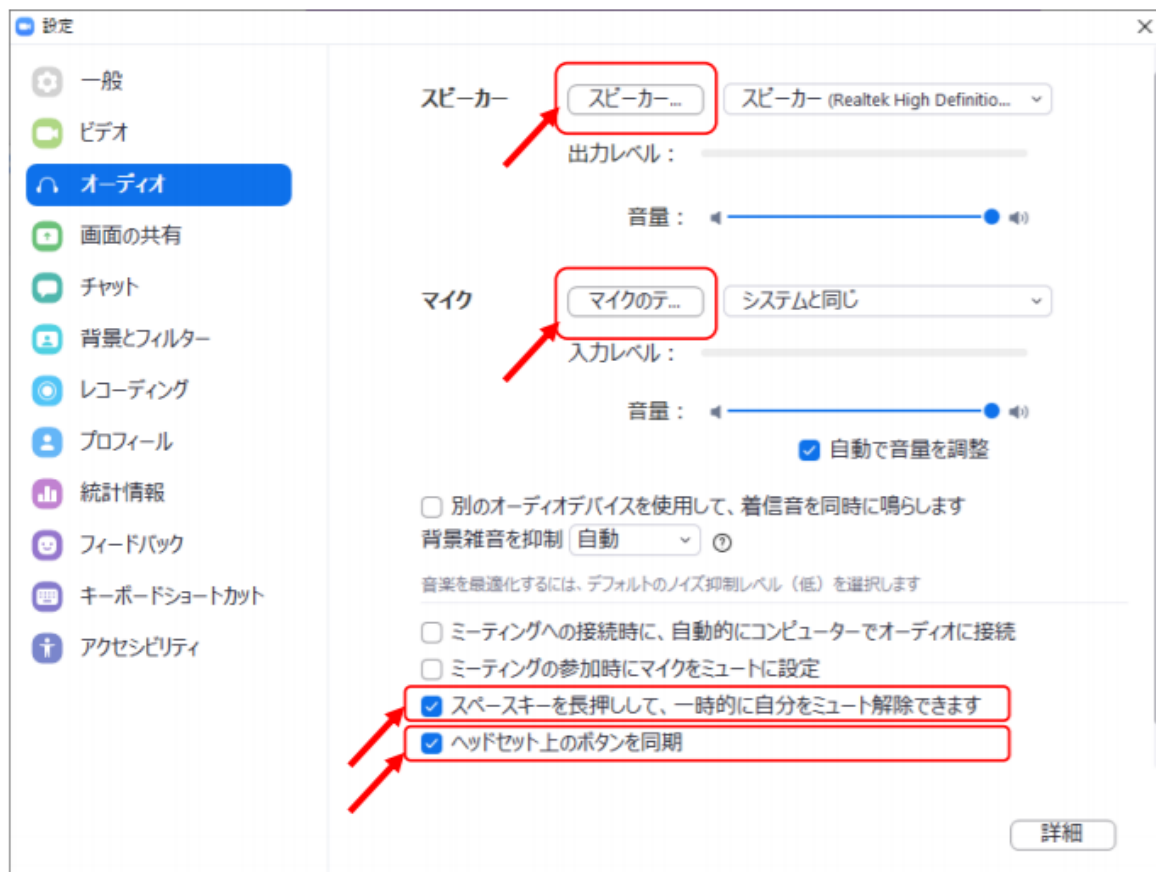 設定
一般
ビデオ
オーディオ
画面の共有
チャット
背景とフィルター
レコーディング
プロフィール
統計情報
フィードバック
キーボードショートカット
アクセシビリティ
スピーカー スピーカー... スピーカー (Realtek High Definitio...
出力レベル：
音量：
マイク マイクのテ... システムと同じ
入力レベル：
音量：
自動で音量を調整
別のオーディオデバイスを使用して、着信音を同時に鳴らします
背景雑音を抑制 自動
音楽を最適化するには、デフォルトのノイズ抑制レベル（低）を選択します
ミーティングへの接続時に、自動的にコンピューターでオーディオに接続
ミーティングの参加時にマイクをミュートに設定
スペースキーを長押しして、一時的に自分をミュート解除できます
ヘッドセット上のボタンを同期
詳細